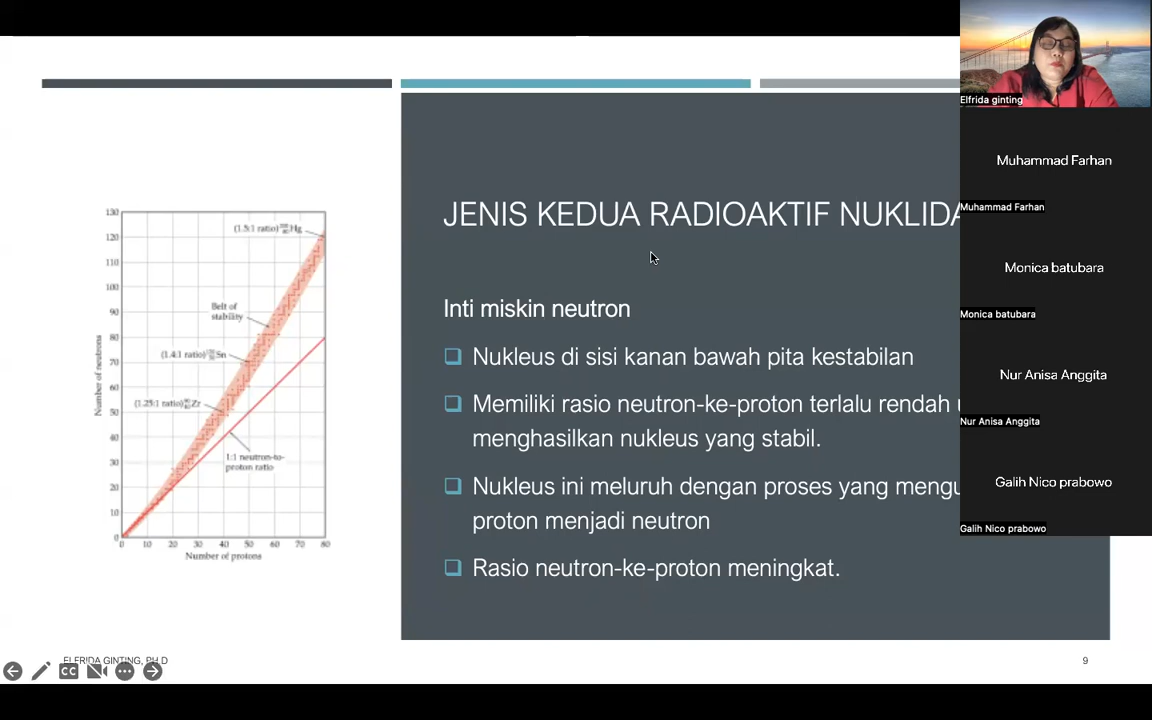 JENIS KEDUA RADIOAKTIF NUKLIDA
Inti miskin neutron
Nukleus di sisi kanan bawah pita kestabilan
Memiliki rasio neutron-ke-proton terlalu rendah
menghasilkan nukleus yang stabil.
Nukleus ini meluruh dengan proses yang mengu
proton menjadi neutron
Rasio neutron-ke-proton meningkat.
130
120
110
100
90
80
70
60
50
40
30
20
10
0
10 20 30 40 50 60 70 80
Number of neutrons
Number of protons
(1.5:1 ratio) Hg
Belt of
stability
(1.4:1 ratio) Sn
(1.25:1 ratio) Zr
1:1 neutron-to-
proton ratio
ELFRIDA GINTING, PH.D
CC
9
Elfrida ginting
Muhammad Farhan
Muhammad Farhan
Monica batubara
Monica batubara
Nur Anisa Anggita
Nur Anisa Anggita
Galih Nico prabowo
Galih Nico prabowo